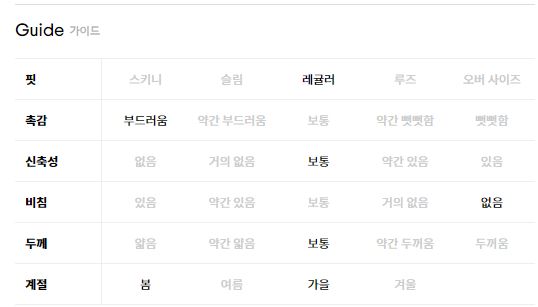 Guide 가이드
핏 스키니 슬림 레귤러 루즈 오버 사이즈
촉감 부드러움 약간 부드러움 보통 약간 뻣뻣함 뻣뻣함
신축성 없음 거의 없음 보통 약간 있음 있음
비침 있음 약간 있음 보통 거의 없음 없음
두께 얇음 약간 얇음 보통 약간 두꺼움 두꺼움
계절 봄 여름 가을 겨울